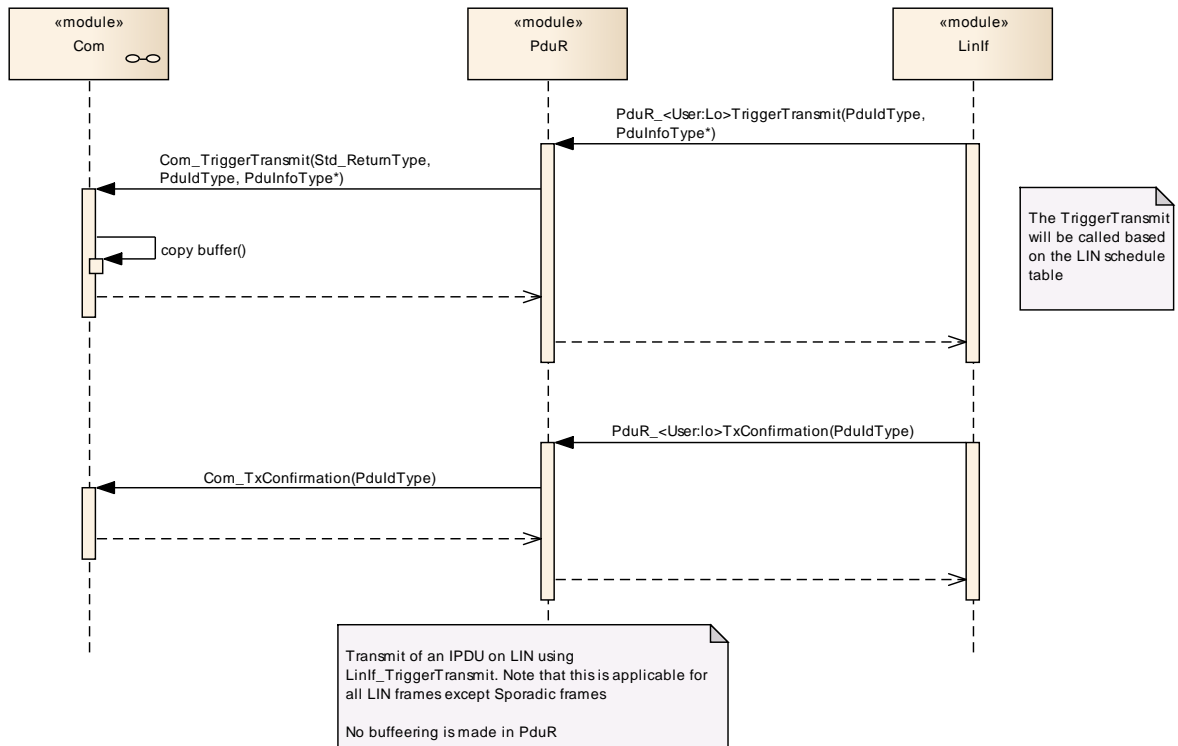 «module»
Com
«module»
PduR
«module»
LinIf
PduR_<User:Lo>TriggerTransmit(PduIdType,
PduInfoType*)
Com_TriggerTransmit(Std_ReturnType,
PduIdType, PduInfoType*)
The TriggerTransmit
will be called based
on the LIN schedule
table
copy buffer()
PduR_<User:lo>TxConfirmation(PduIdType)
Com_TxConfirmation(PduIdType)
Transmit of an IPDU on LIN using
LinIf_TriggerTransmit. Note that this is applicable for
all LIN frames except Sporadic frames
No buffeering is made in PduR